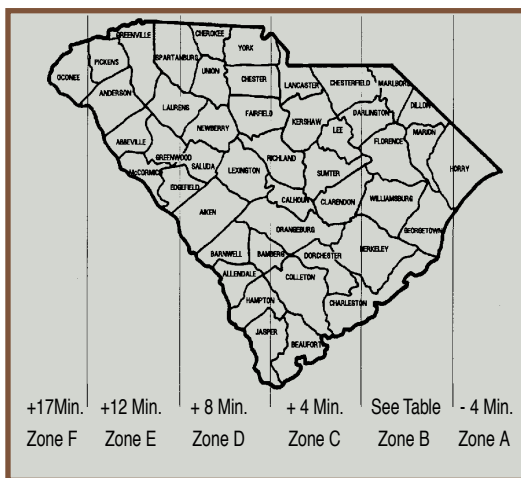 CHEROKEE
GREENVILLE
YORK
SPARTANBURG
PICKENS
OCONEE
UNION
CHESTER
LANCASTER
CHESTERFIELD
MARLBORO
ANDERSON
DILLON
LAURENS
FAIRFIELD
DARLINGTON
KERSHAW
NEWBERRY
LEE
MARION
FLORENCE
ABBEVILLE
GREENWOOD
RICHLAND
HORRY
SALUDA
LEXINGTON
McCORMICK
SUMTER
EDGEFIELD
CALHOUN
CLARENDON
WILLIAMSBURG
AIKEN
ORANGEBURG
GEORGETOWN
BERKELEY
BARNWELL
BAMBERG
DORCHESTER
ALLENDALE
COLLETON
HAMPTON
CHARLESTON
JASPER
BEAUFORT
+17Min. +12 Min. + 8 Min. + 4 Min. See Table - 4 Min.
Zone F Zone E Zone D Zone C Zone B Zone A